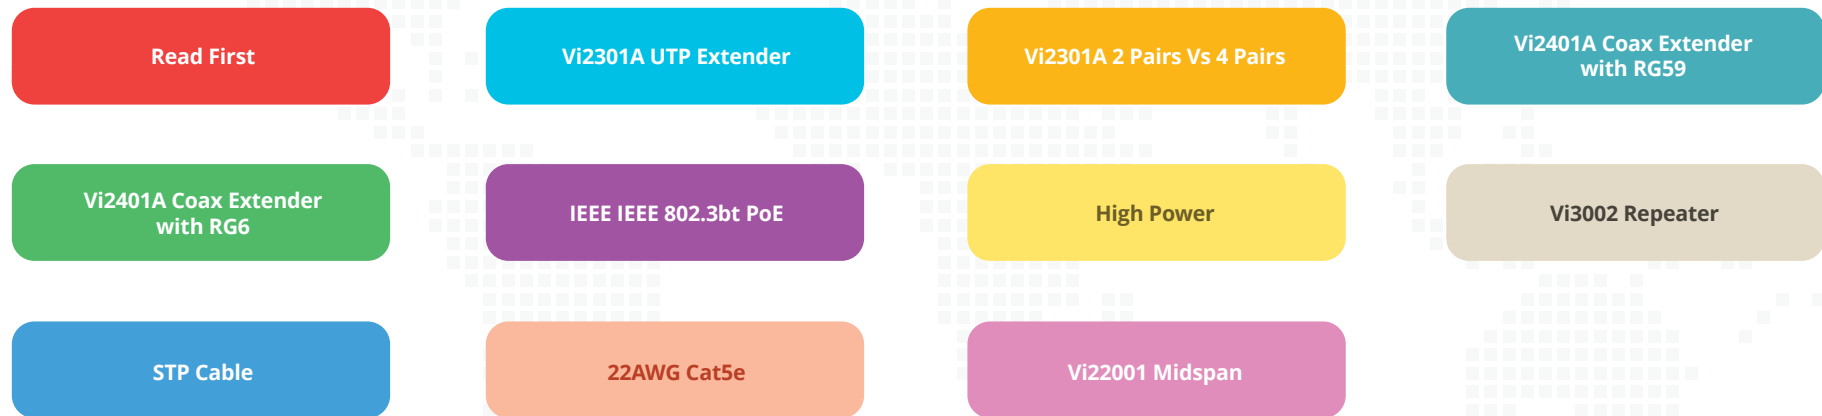 Read First
Vi2301A UTP Extender
Vi2301A 2 Pairs Vs 4 Pairs
Vi2401A Coax Extender
with RG59
Vi2401A Coax Extender
with RG6
IEEE IEEE 802.3bt PoE
High Power
Vi3002 Repeater
STP Cable
22AWG Cat5e
Vi22001 Midspan